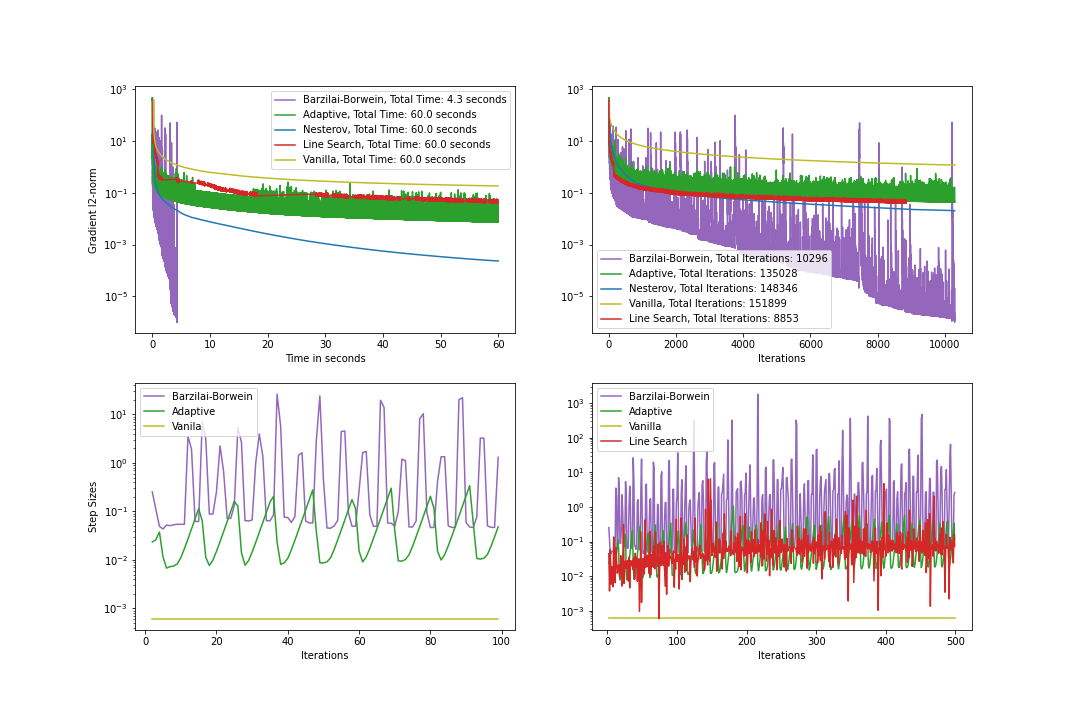 10³
10¹
10⁻¹
10⁻³
10⁻⁵
Gradient l2-norm
Barzilai-Borwein, Total Time: 4.3 seconds
Adaptive, Total Time: 60.0 seconds
Nesterov, Total Time: 60.0 seconds
Line Search, Total Time: 60.0 seconds
Vanilla, Total Time: 60.0 seconds
0 10 20 30 40 50 60
Time in seconds
10³
10¹
10⁻¹
10⁻³
10⁻⁵
Barzilai-Borwein, Total Iterations: 10296
Adaptive, Total Iterations: 135028
Nesterov, Total Iterations: 148346
Vanilla, Total Iterations: 151899
Line Search, Total Iterations: 8853
0 2000 4000 6000 8000 10000
Iterations
10¹
10⁰
10⁻¹
10⁻²
10⁻³
Step Sizes
Barzilai-Borwein
Adaptive
Vanila
0 20 40 60 80 100
Iterations
10³
10²
10¹
10⁰
10⁻¹
10⁻²
10⁻³
Barzilai-Borwein
Adaptive
Vanilla
Line Search
0 100 200 300 400 500
Iterations